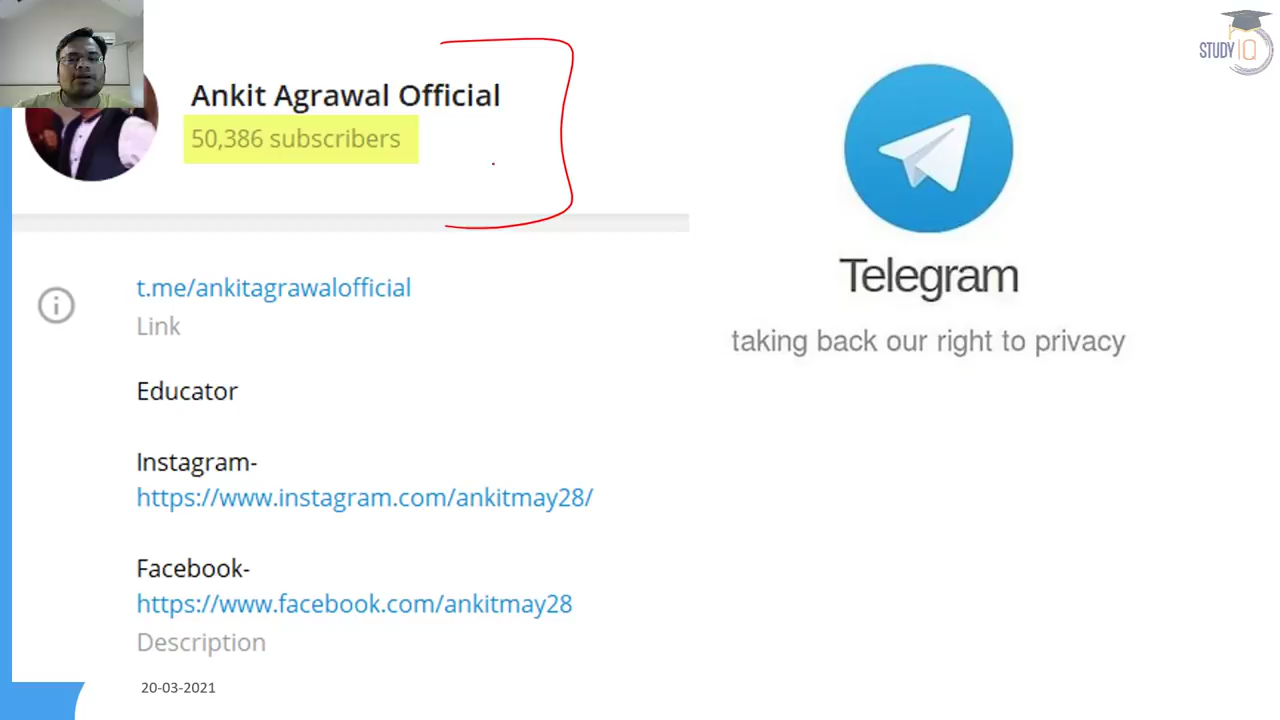 Ankit Agrawal Official
50,386 subscribers
t.me/ankitagrawalofficial
Link
Educator
Instagram-
https://www.instagram.com/ankitmay28/
Facebook-
https://www.facebook.com/ankitmay28
Description
20-03-2021
STUDY IQ
Telegram
taking back our right to privacy